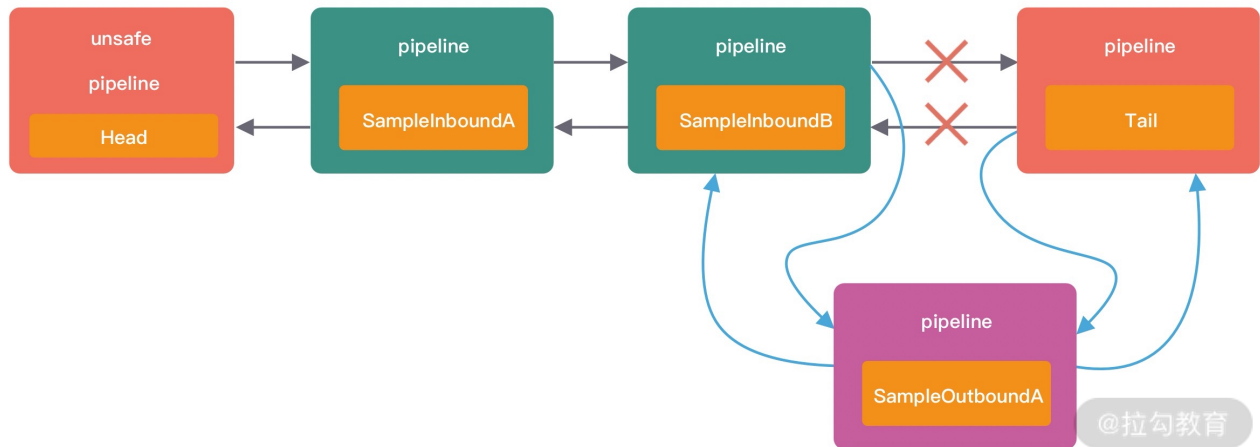 unsafe
pipeline
Head
pipeline
SampleInboundA
pipeline
SampleInboundB
pipeline
Tail
pipeline
SampleOutboundA
@拉勾教育